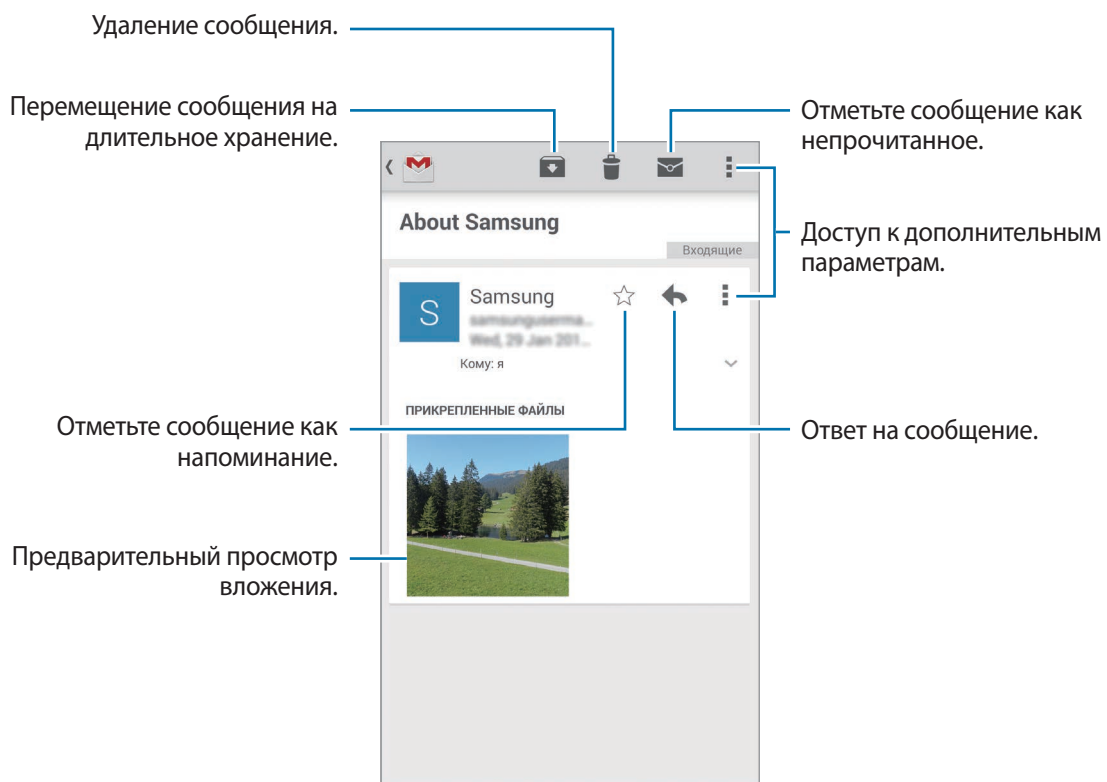 Удаление сообщения.
Перемещение сообщения на
длительное хранение.
Отметьте сообщение как
непрочитанное.
About Samsung
Входящие
Доступ к дополнительным
параметрам.
S
Samsung
Кому: я
ПРИКРЕПЛЕННЫЕ ФАЙЛЫ
Отметьте сообщение как
напоминание.
Ответ на сообщение.
Предварительный просмотр
вложения.